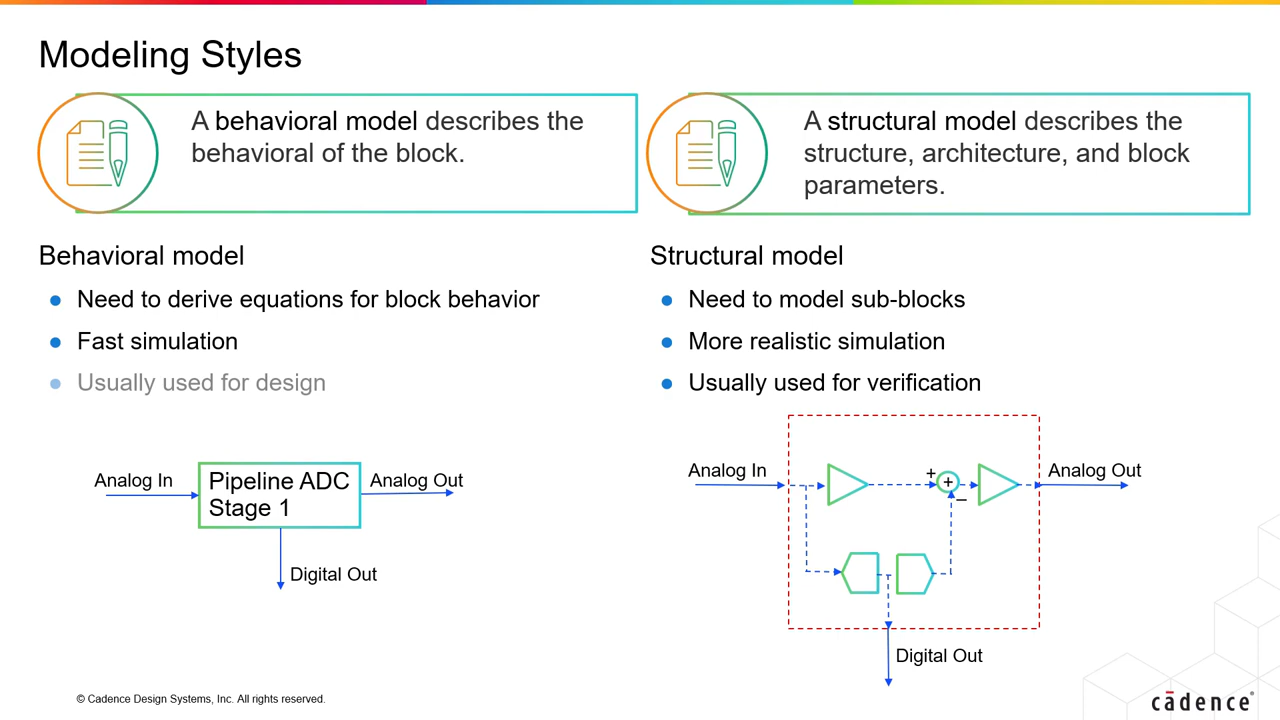 Modeling Styles
A behavioral model describes the
behavioral of the block.
A structural model describes the
structure, architecture, and block
parameters.
Behavioral model
Need to derive equations for block behavior
Fast simulation
Usually used for design
Structural model
Need to model sub-blocks
More realistic simulation
Usually used for verification
Analog In
Pipeline ADC
Stage 1
Analog Out
Digital Out
Analog In
+
+
−
Analog Out
Digital Out
© Cadence Design Systems, Inc. All rights reserved.
cādence®